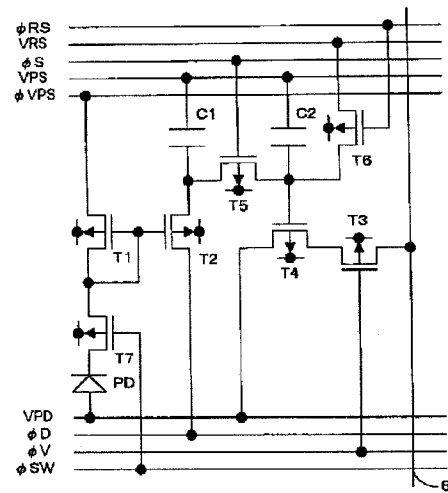 φRS
VRS
φS
VPS
φVPS
C1
C2
T6
T5
T3
T1
T2
T4
T7
PD
VPD
φD
φV
φSW
6